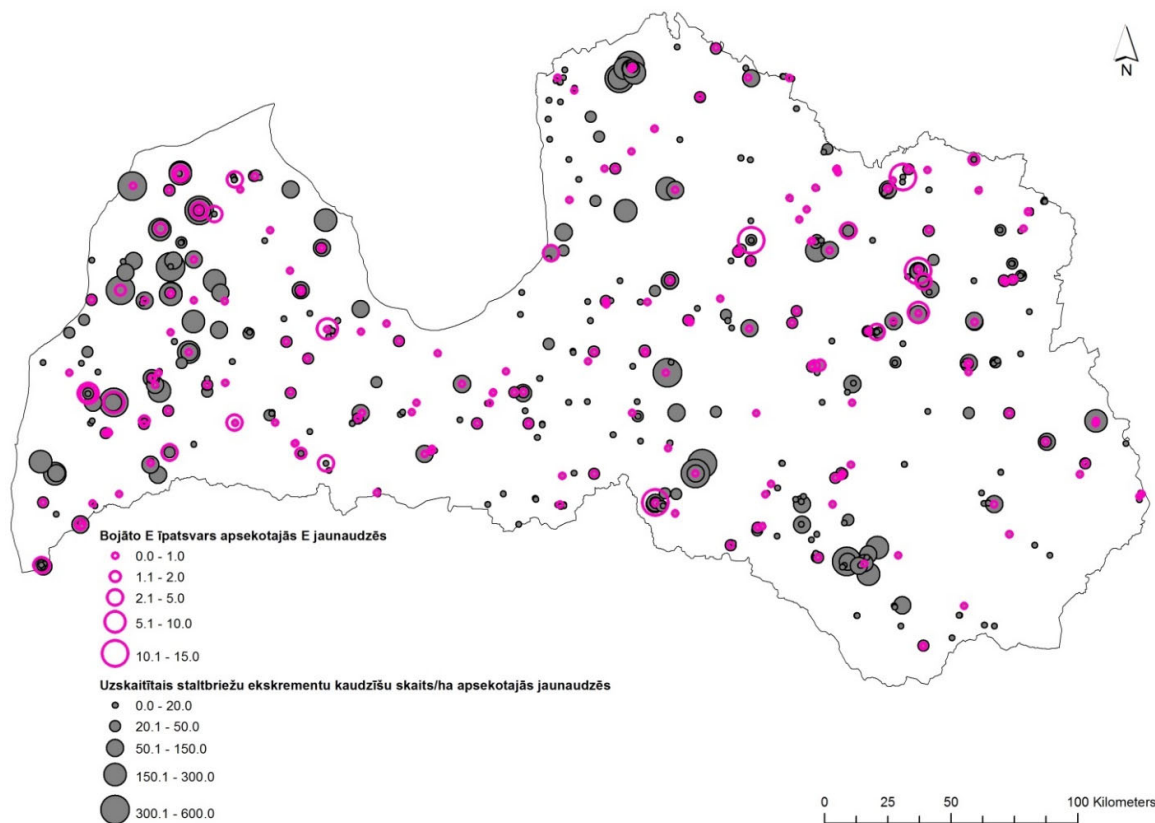 N
Bojāto E īpatsvars apsekotajās E jaunaudzēs
0.0 - 1.0
1.1 - 2.0
2.1 - 5.0
5.1 - 10.0
10.1 - 15.0
Uzskaitītais staltbriežu ekskrementu kaudzīšu skaits/ha apsekotajās jaunaudzēs
0.0 - 20.0
20.1 - 50.0
50.1 - 150.0
150.1 - 300.0
300.1 - 600.0
0 25 50 100 Kilometers